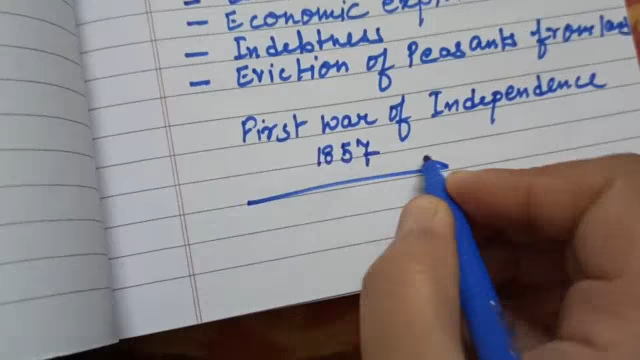 - Economic
- Indebtness
- Eviction of Peasants from
First war of Independence
1857